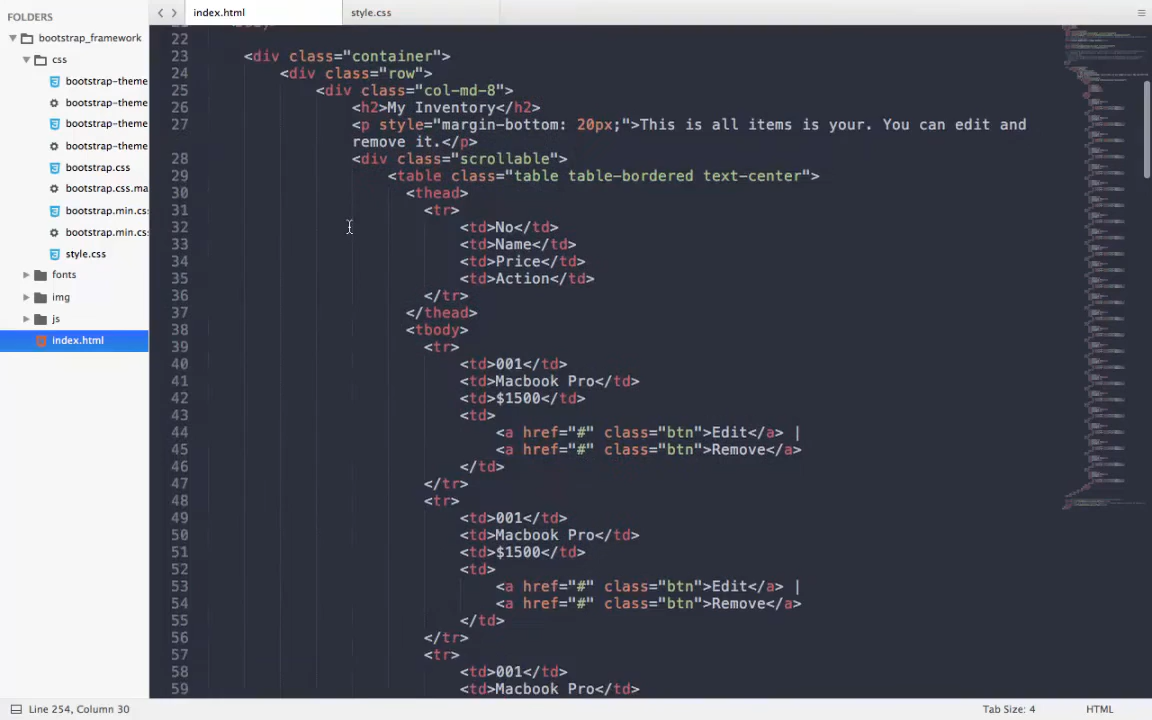 FOLDERS
bootstrap_framework
css
bootstrap-theme
bootstrap-theme
bootstrap-theme
bootstrap-theme
bootstrap.css
bootstrap.css.ma
bootstrap.min.cs
bootstrap.min.cs
style.css
fonts
img
js
index.html
index.html
style.css
22
23 <div class="container">
24 <div class="row">
25 <div class="col-md-8">
26 <h2>My Inventory</h2>
27 <p style="margin-bottom: 20px;">This is all items is your. You can edit and
remove it.</p>
28 <div class="scrollable">
29 <table class="table table-bordered text-center">
30 <thead>
31 <tr>
32 <td>No</td>
33 <td>Name</td>
34 <td>Price</td>
35 <td>Action</td>
36 </tr>
37 </thead>
38 <tbody>
39 <tr>
40 <td>001</td>
41 <td>Macbook Pro</td>
42 <td>$1500</td>
43 <td>
44 <a href="#" class="btn">Edit</a> |
45 <a href="#" class="btn">Remove</a>
46 </td>
47 </tr>
48 <tr>
49 <td>001</td>
50 <td>Macbook Pro</td>
51 <td>$1500</td>
52 <td>
53 <a href="#" class="btn">Edit</a> |
54 <a href="#" class="btn">Remove</a>
55 </td>
56 </tr>
57 <tr>
58 <td>001</td>
59 <td>Macbook Pro</td>
Line 254, Column 30
Tab Size: 4
HTML